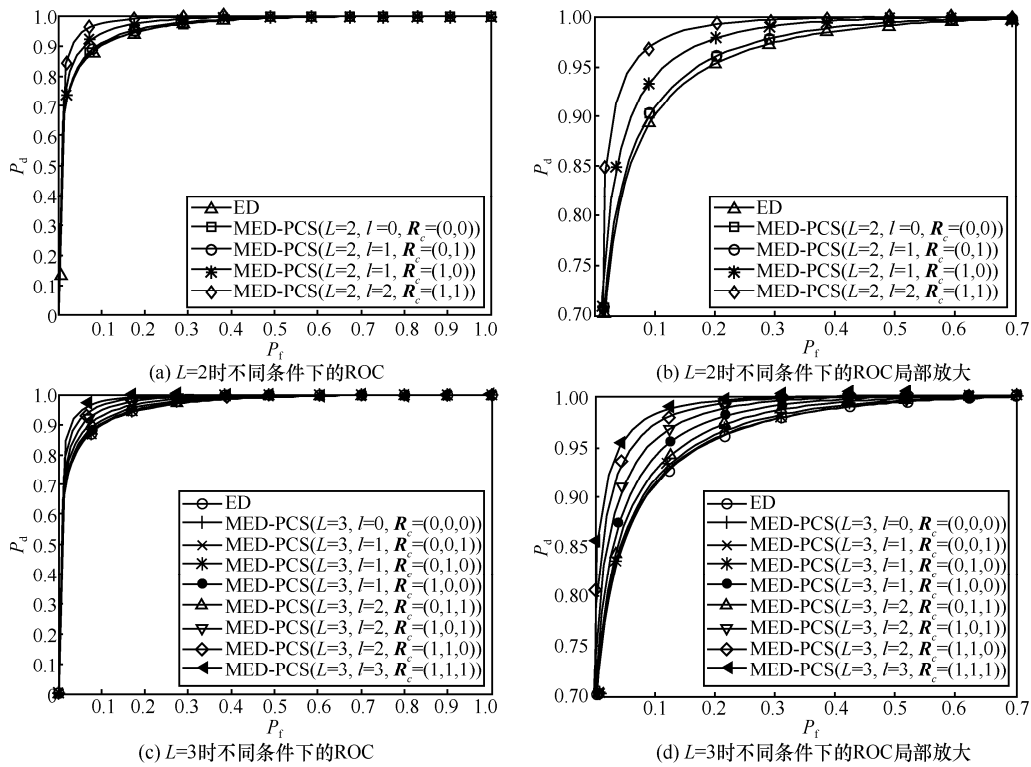 1.0
0.9
0.8
0.7
0.6
0.5
0.4
0.3
0.2
0.1
0
P_d
ED
MED-PCS(L=2, l=0, R_c=(0,0))
MED-PCS(L=2, l=1, R_c=(0,1))
MED-PCS(L=2, l=1, R_c=(1,0))
MED-PCS(L=2, l=2, R_c=(1,1))
0.1 0.2 0.3 0.4 0.5 0.6 0.7 0.8 0.9 1.0
P_f
(a) L=2时不同条件下的ROC
1.00
0.95
0.90
0.85
0.80
0.75
0.70
P_d
ED
MED-PCS(L=2, l=0, R_c=(0,0))
MED-PCS(L=2, l=1, R_c=(0,1))
MED-PCS(L=2, l=1, R_c=(1,0))
MED-PCS(L=2, l=2, R_c=(1,1))
0.1 0.2 0.3 0.4 0.5 0.6 0.7
P_f
(b) L=2时不同条件下的ROC局部放大
1.0
0.9
0.8
0.7
0.6
0.5
0.4
0.3
0.2
0.1
0
P_d
ED
MED-PCS(L=3, l=0, R_c=(0,0,0))
MED-PCS(L=3, l=1, R_c=(0,0,1))
MED-PCS(L=3, l=1, R_c=(0,1,0))
MED-PCS(L=3, l=1, R_c=(1,0,0))
MED-PCS(L=3, l=2, R_c=(0,1,1))
MED-PCS(L=3, l=2, R_c=(1,0,1))
MED-PCS(L=3, l=2, R_c=(1,1,0))
MED-PCS(L=3, l=3, R_c=(1,1,1))
0.1 0.2 0.3 0.4 0.5 0.6 0.7 0.8 0.9 1.0
P_f
(c) L=3时不同条件下的ROC
1.00
0.95
0.90
0.85
0.80
0.75
0.70
P_d
ED
MED-PCS(L=3, l=0, R_c=(0,0,0))
MED-PCS(L=3, l=1, R_c=(0,0,1))
MED-PCS(L=3, l=1, R_c=(0,1,0))
MED-PCS(L=3, l=1, R_c=(1,0,0))
MED-PCS(L=3, l=2, R_c=(0,1,1))
MED-PCS(L=3, l=2, R_c=(1,0,1))
MED-PCS(L=3, l=2, R_c=(1,1,0))
MED-PCS(L=3, l=3, R_c=(1,1,1))
0.1 0.2 0.3 0.4 0.5 0.6 0.7
P_f
(d) L=3时不同条件下的ROC局部放大